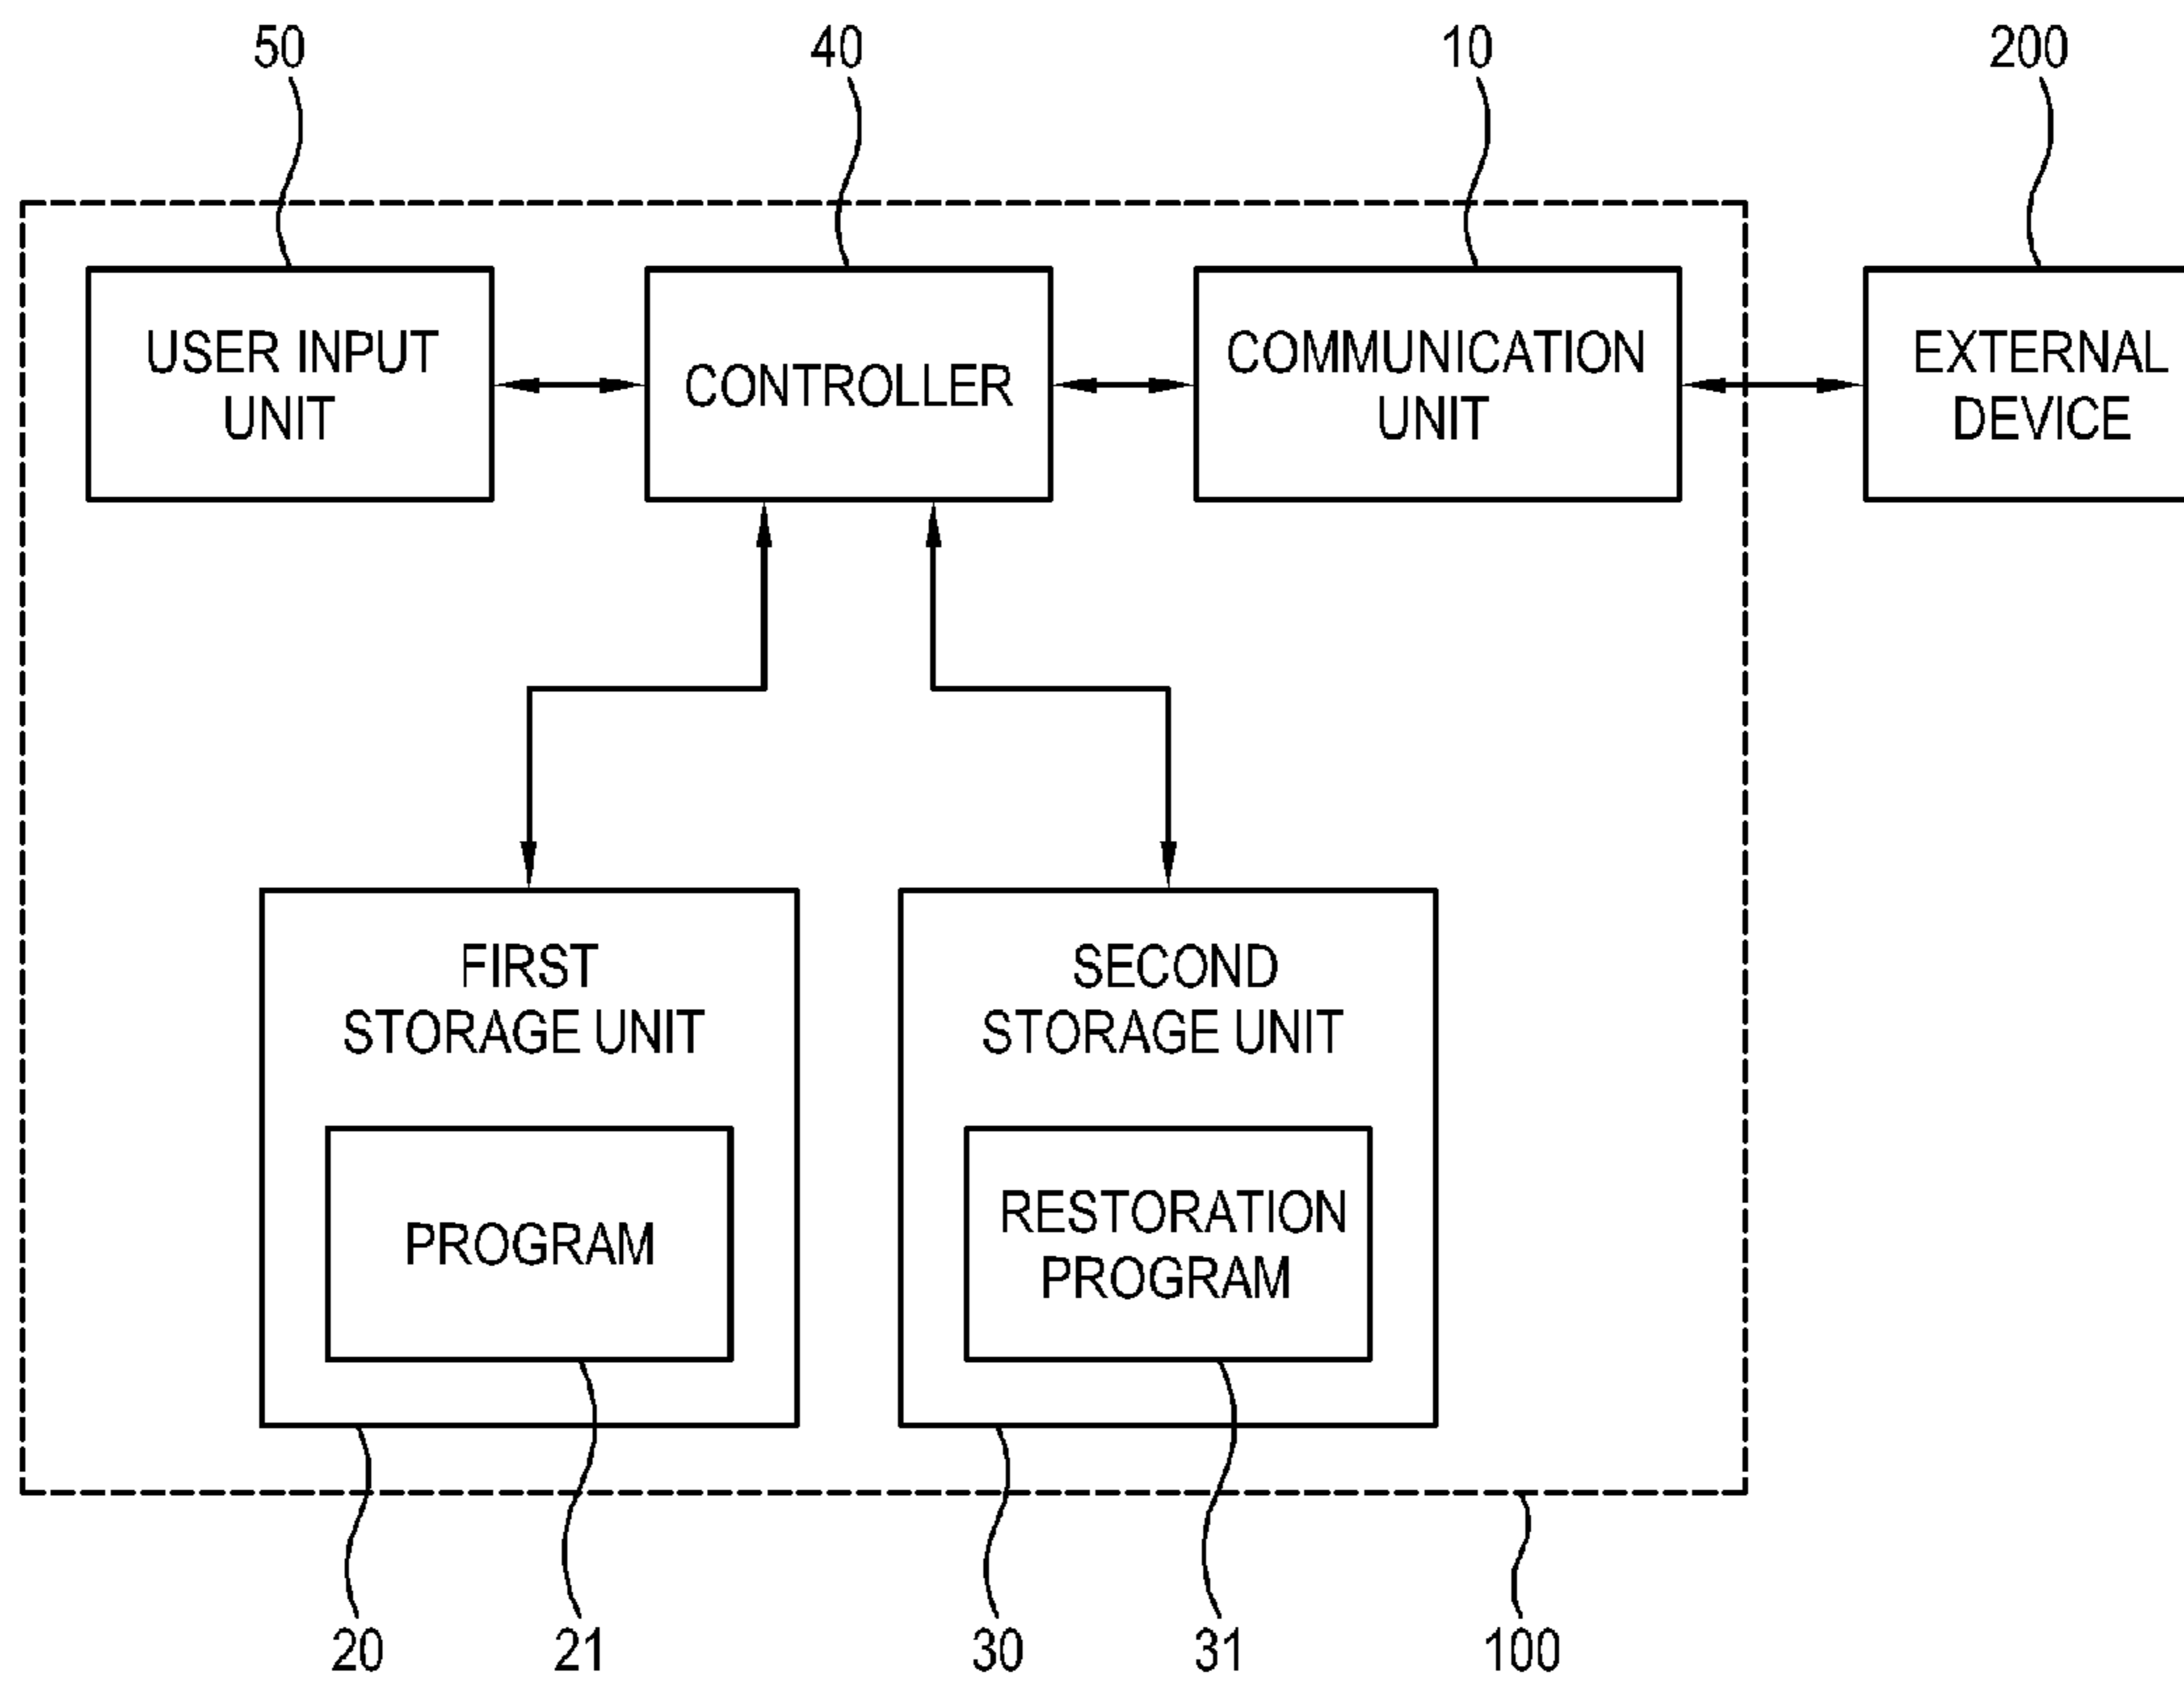 50
40
10
200
USER INPUT
UNIT
CONTROLLER
COMMUNICATION
UNIT
EXTERNAL
DEVICE
FIRST
STORAGE UNIT
SECOND
STORAGE UNIT
PROGRAM
RESTORATION
PROGRAM
20
21
30
31
100